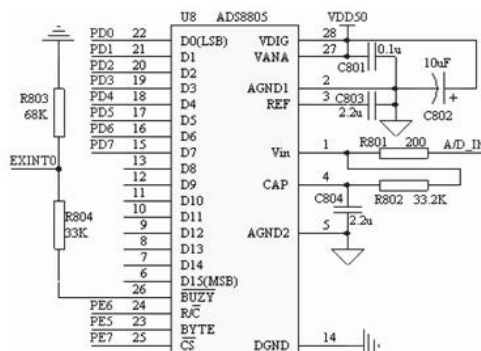 U8 ADS8805
VDD50
PD0 22 D0(LSB) VDIG 28
PD1 21 D1 VANA 27 0.1u
PD2 20 D2 C801 10uF
PD3 19 D3 AGND1 2
PD4 18 D4 REF 3 C803 + C802
PD5 17 D5 2.2u
PD6 16 D6
PD7 15 D7 Vin 1 R801 200 A/D_IN
13 D8
12 D9 CAP 4
11 D10 C804 R802 33.2K
10 D11 2.2u
9 D12 AGND2 5
8 D13
7 D14
6 D15(MSB)
26 BUZY
PE6 24 R/C
PE5 23 BYTE
PE7 25 CS DGND 14
R803
68K
EXINT0
R804
33K